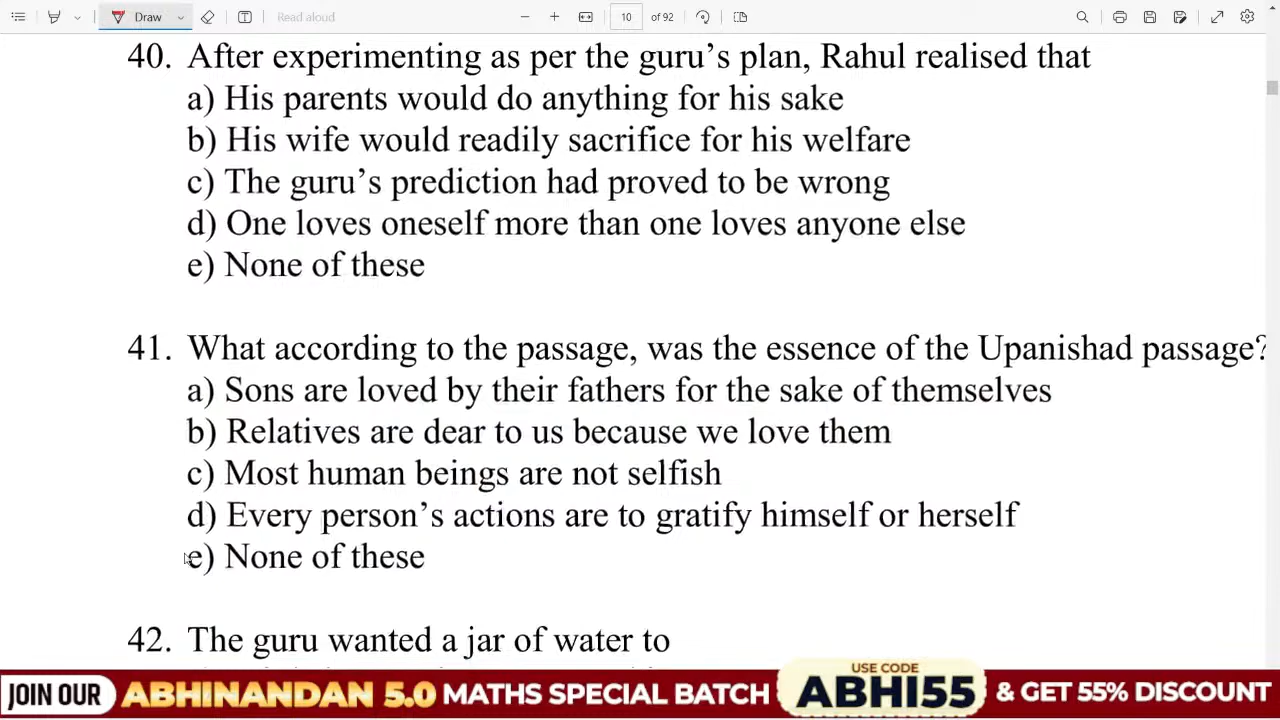 Draw
Read aloud
10 of 92
40. After experimenting as per the guru's plan, Rahul realised that
a) His parents would do anything for his sake
b) His wife would readily sacrifice for his welfare
c) The guru's prediction had proved to be wrong
d) One loves oneself more than one loves anyone else
e) None of these
41. What according to the passage, was the essence of the Upanishad passage?
a) Sons are loved by their fathers for the sake of themselves
b) Relatives are dear to us because we love them
c) Most human beings are not selfish
d) Every person's actions are to gratify himself or herself
e) None of these
42. The guru wanted a jar of water to
JOIN OUR ABHINANDAN 5.0 MATHS SPECIAL BATCH USE CODE ABHI55 & GET 55% DISCOUNT